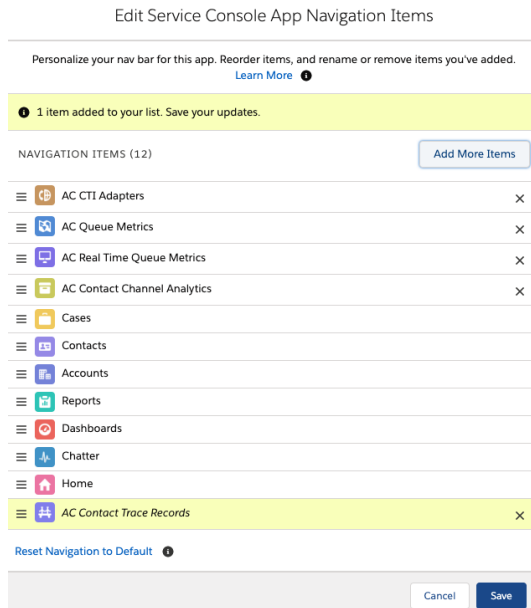 Edit Service Console App Navigation Items
Personalize your nav bar for this app. Reorder items, and rename or remove items you've added.
Learn More
1 item added to your list. Save your updates.
NAVIGATION ITEMS (12)
Add More Items
AC CTI Adapters
AC Queue Metrics
AC Real Time Queue Metrics
AC Contact Channel Analytics
Cases
Contacts
Accounts
Reports
Dashboards
Chatter
Home
AC Contact Trace Records
Reset Navigation to Default
Cancel
Save